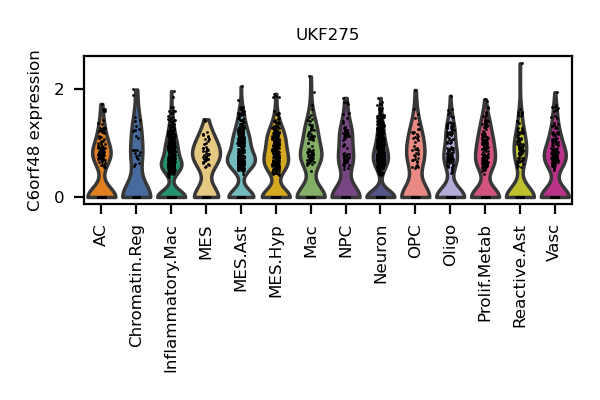 UKF275
C6orf48 expression
2
0
AC
Chromatin.Reg
Inflammatory.Mac
MES
MES.Ast
MES.Hyp
Mac
NPC
Neuron
OPC
Oligo
Prolif.Metab
Reactive.Ast
Vasc